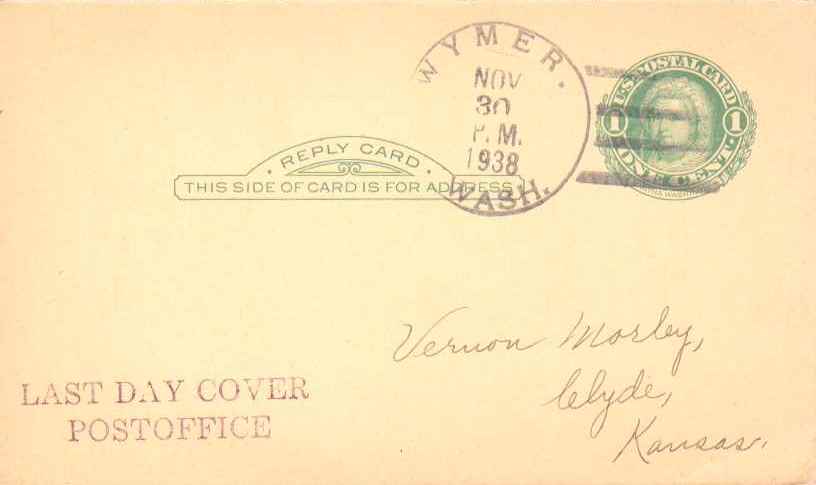 WYMER.
NOV
30
P.M.
1938
WASH.
U.S. POSTAL CARD
1 1
ONE CENT.
REPLY CARD
THIS SIDE OF CARD IS FOR ADDRESS
Vernon Morley,
Clyde,
Kansas.
LAST DAY COVER
POSTOFFICE